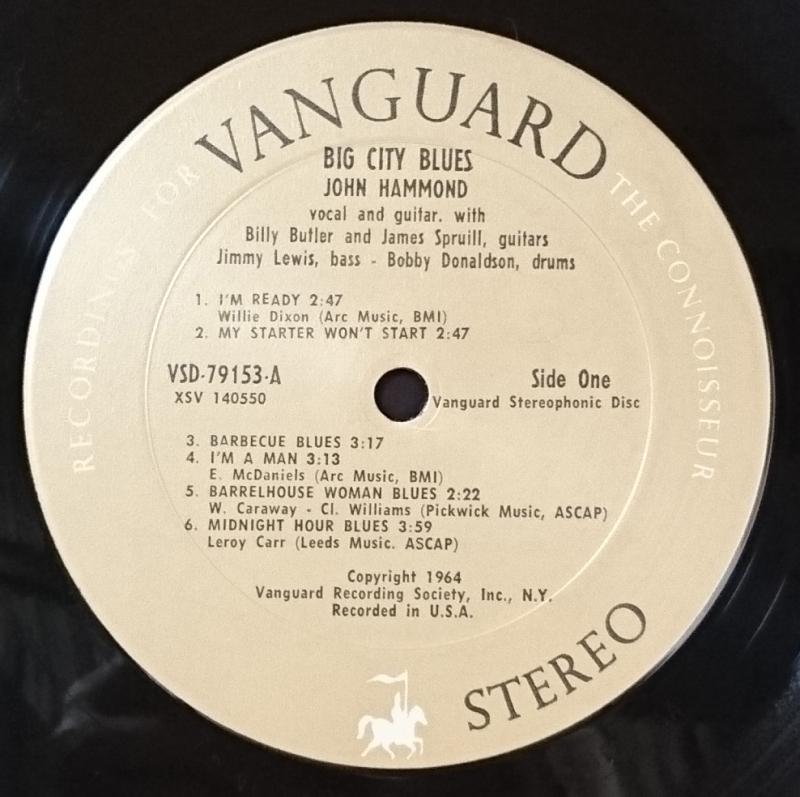 VANGUARD
RECORDINGS FOR THE CONNOISSEUR
BIG CITY BLUES
JOHN HAMMOND
vocal and guitar. with
Billy Butler and James Spruill, guitars
Jimmy Lewis, bass - Bobby Donaldson, drums
1. I'M READY 2:47
Willie Dixon (Arc Music, BMI)
2. MY STARTER WON'T START 2:47
VSD-79153-A
XSV 140550
Side One
Vanguard Stereophonic Disc
3. BARBECUE BLUES 3:17
4. I'M A MAN 3:13
E. McDaniels (Arc Music, BMI)
5. BARRELHOUSE WOMAN BLUES 2:22
W. Caraway - Cl. Williams (Pickwick Music, ASCAP)
6. MIDNIGHT HOUR BLUES 3:59
Leroy Carr (Leeds Music. ASCAP)
Copyright 1964
Vanguard Recording Society, Inc., N.Y.
Recorded in U.S.A.
STEREO